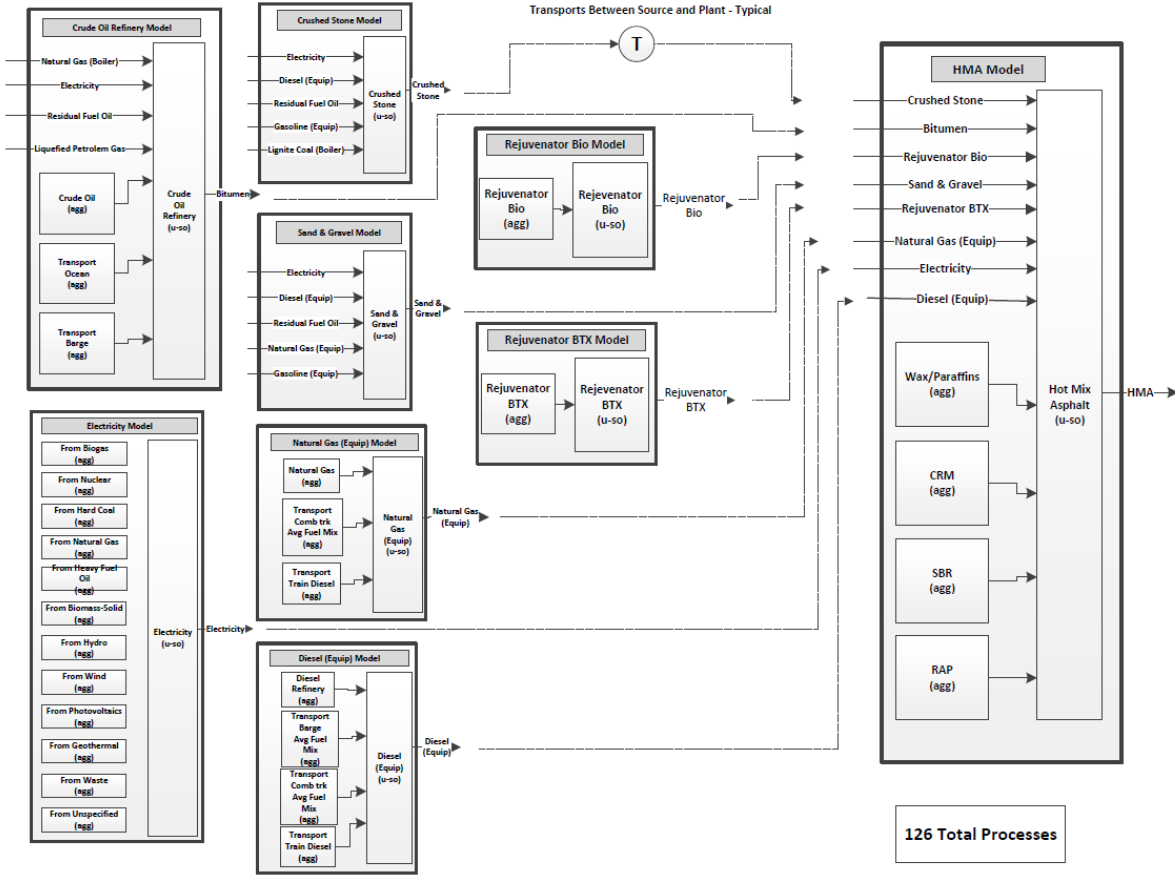 Transports Between Source and Plant - Typical
T
Crude Oil Refinery Model
Natural Gas (Boiler)
Electricity
Residual Fuel Oil
Liquefied Petrolem Gas
Crude Oil
(agg)
Transport
Ocean
(agg)
Transport
Barge
(agg)
Crude
Oil
Refinery
(u-so)
Bitumen
Crushed Stone Model
Electricity
Diesel (Equip)
Residual Fuel Oil
Gasoline (Equip)
Lignite Coal (Boiler)
Crushed
Stone
(u-so)
Crushed
Stone
Sand & Gravel Model
Electricity
Diesel (Equip)
Residual Fuel Oil
Natural Gas (Equip)
Gasoline (Equip)
Sand &
Gravel
(u-so)
Sand &
Gravel
Rejuvenator Bio Model
Rejuvenator
Bio
(agg)
Rejevenator
Bio
(u-so)
Rejuvenator
Bio
Rejuvenator BTX Model
Rejuvenator
BTX
(agg)
Rejevenator
BTX
(u-so)
Rejuvenator
BTX
Electricity Model
From Biogas
(agg)
From Nuclear
(agg)
From Hard Coal
(agg)
From Natural Gas
(agg)
From Heavy Fuel
Oil
(agg)
From Biomass-Solid
(agg)
From Hydro
(agg)
From Wind
(agg)
From Photovoltaics
(agg)
From Geothermal
(agg)
From Waste
(agg)
From Unspecified
(agg)
Electricity
(u-so)
Electricity
Natural Gas (Equip) Model
Natural Gas
(agg)
Transport
Comb trk
Avg Fuel Mix
(agg)
Transport
Train Diesel
(agg)
Natural
Gas
(Equip)
(u-so)
Natural Gas
(Equip)
Diesel (Equip) Model
Diesel
Refinery
(agg)
Transport
Barge
Avg Fuel
Mix
(agg)
Transport
Comb trk
Avg Fuel
Mix
(agg)
Transport
Train Diesel
(agg)
Diesel
(Equip)
(u-so)
Diesel
(Equip)
HMA Model
Crushed Stone
Bitumen
Rejuvenator Bio
Sand & Gravel
Rejuvenator BTX
Natural Gas (Equip)
Electricity
Diesel (Equip)
Wax/Paraffins
(agg)
CRM
(agg)
SBR
(agg)
RAP
(agg)
Hot Mix
Asphalt
(u-so)
HMA
126 Total Processes